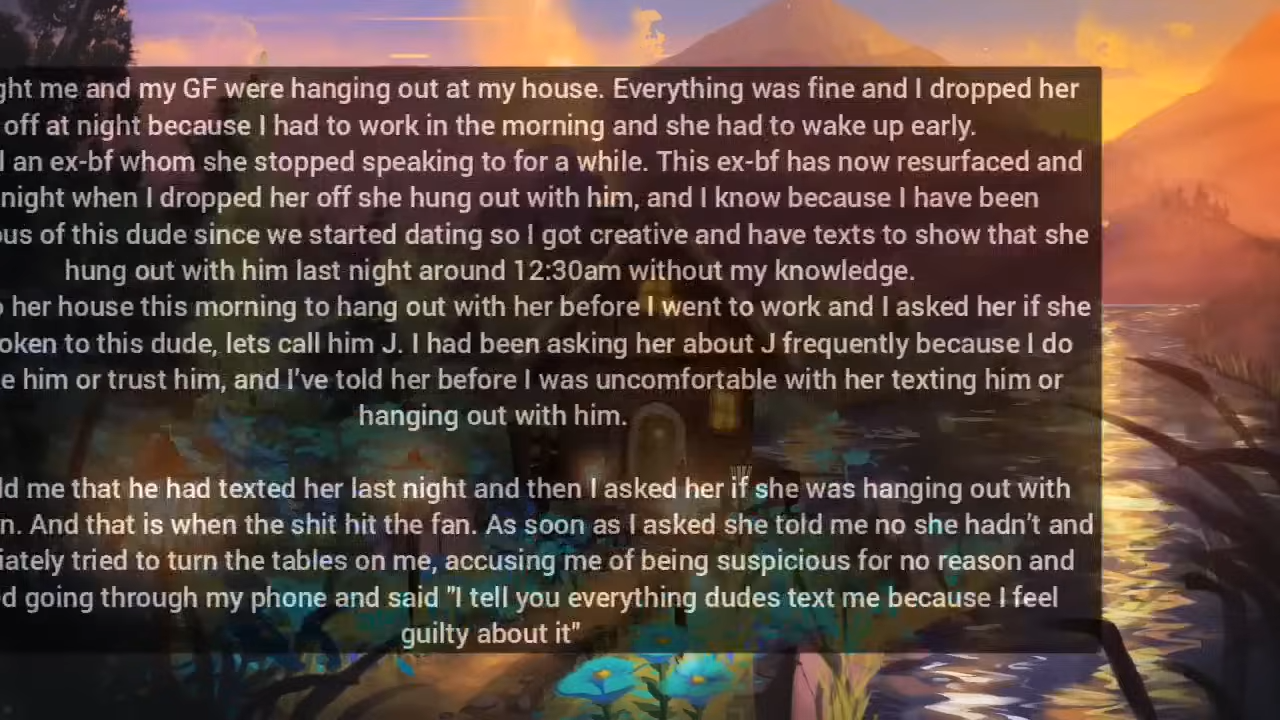 ght me and my GF were hanging out at my house. Everything was fine and I dropped her
off at night because I had to work in the morning and she had to wake up early.
an ex-bf whom she stopped speaking to for a while. This ex-bf has now resurfaced and
night when I dropped her off she hung out with him, and I know because I have been
ous of this dude since we started dating so I got creative and have texts to show that she
hung out with him last night around 12:30am without my knowledge.
her house this morning to hang out with her before I went to work and I asked her if she
oken to this dude, lets call him J. I had been asking her about J frequently because I do
e him or trust him, and I've told her before I was uncomfortable with her texting him or
hanging out with him.
ld me that he had texted her last night and then I asked her if she was hanging out with
n. And that is when the shit hit the fan. As soon as I asked she told me no she hadn't and
iately tried to turn the tables on me, accusing me of being suspicious for no reason and
d going through my phone and said "I tell you everything dudes text me because I feel
guilty about it"